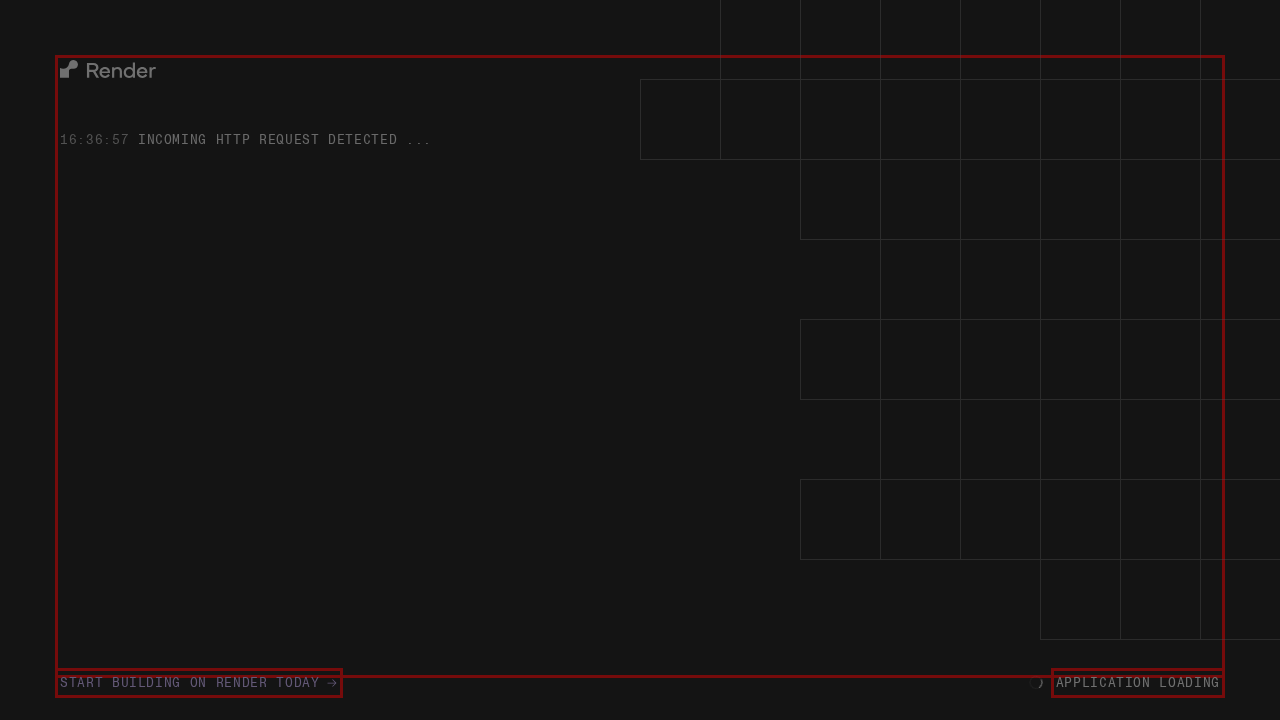 Render
16:36:57 INCOMING HTTP REQUEST DETECTED ...
START BUILDING ON RENDER TODAY →
APPLICATION LOADING